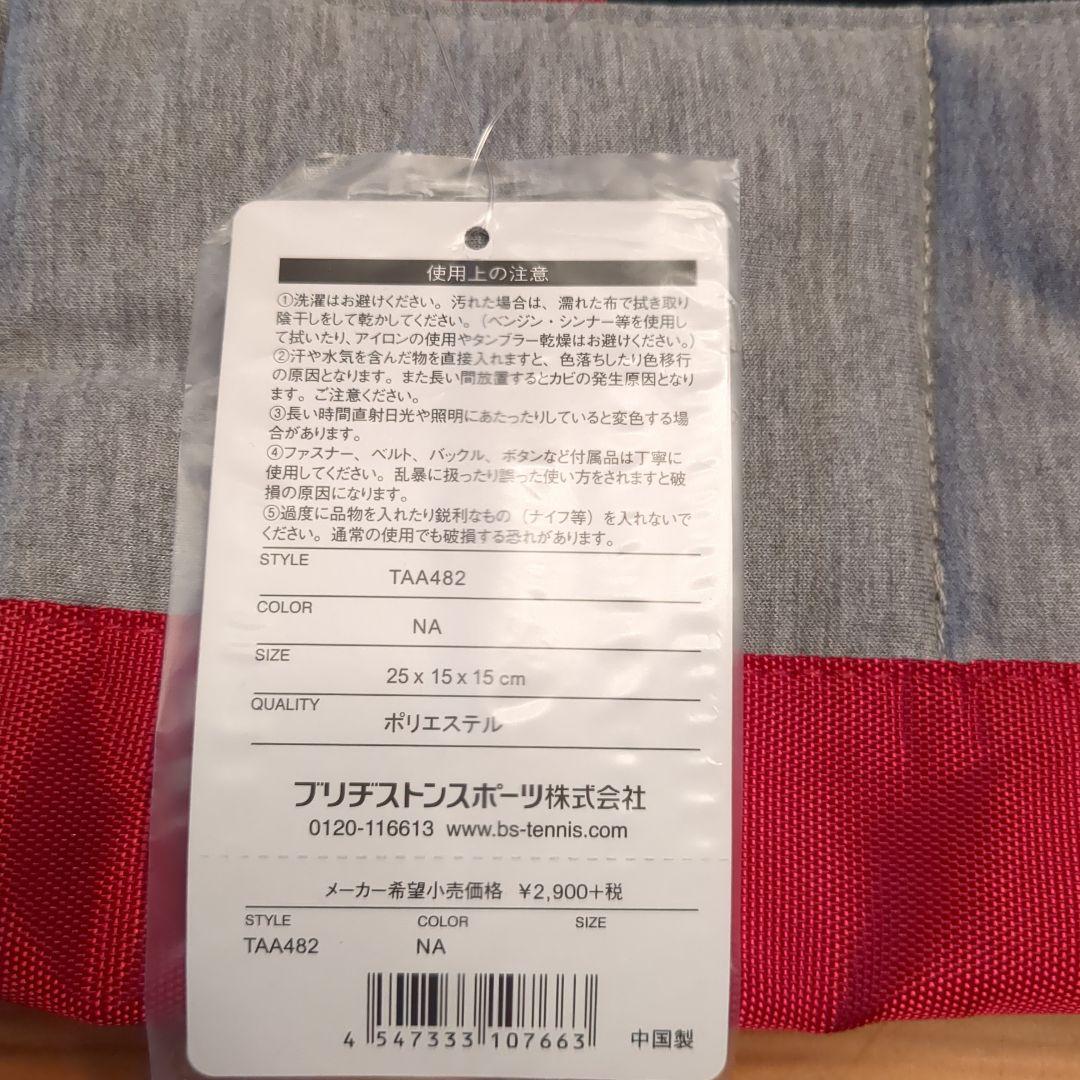 使用上の注意
①洗濯はお避けください。汚れた場合は、濡れた布で拭き取り
陰干しをして乾かしてください。（ベンジン・シンナー等を使用し
て拭いたり、アイロンの使用やタンブラー乾燥はお避けください。）
②汗や水気を含んだ物を直接入れますと、色落ちしたり色移行
の原因となります。また長い間放置するとカビの発生原因となり
ます。ご注意ください。
③長い時間直射日光や照明にあたったりしていると変色する場
合があります。
④ファスナー、ベルト、バックル、ボタンなど付属品は丁寧に
使用してください。乱暴に扱ったり誤った使い方をされますと破
損の原因になります。
⑤過度に品物を入れたり鋭利なもの（ナイフ等）を入れないで
ください。通常の使用でも破損する恐れがあります。
STYLE
TAA482
COLOR
NA
SIZE
25 x 15 x 15 cm
QUALITY
ポリエステル
ブリヂストンスポーツ株式会社
0120-116613 www.bs-tennis.com
メーカー希望小売価格 ¥2,900+税
STYLE COLOR SIZE
TAA482 NA
4 547333 107663 中国製